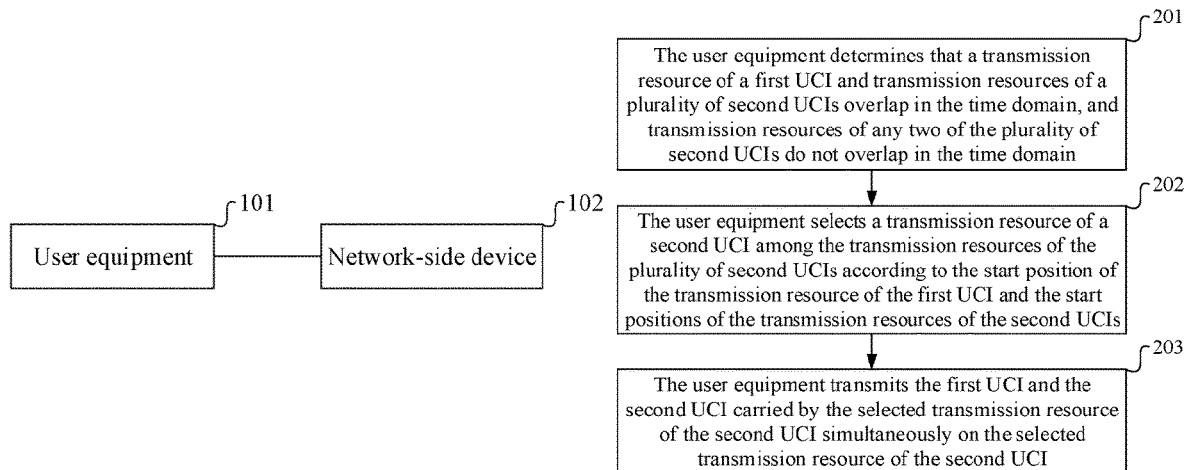 101
User equipment
102
Network-side device
201
The user equipment determines that a transmission
resource of a first UCI and transmission resources of a
plurality of second UCIs overlap in the time domain, and
transmission resources of any two of the plurality of
second UCIs do not overlap in the time domain
202
The user equipment selects a transmission resource of a
second UCI among the transmission resources of the
plurality of second UCIs according to the start position of
the transmission resource of the first UCI and the start
positions of the transmission resources of the second UCIs
203
The user equipment transmits the first UCI and the
second UCI carried by the selected transmission resource
of the second UCI simultaneously on the selected
transmission resource of the second UCI